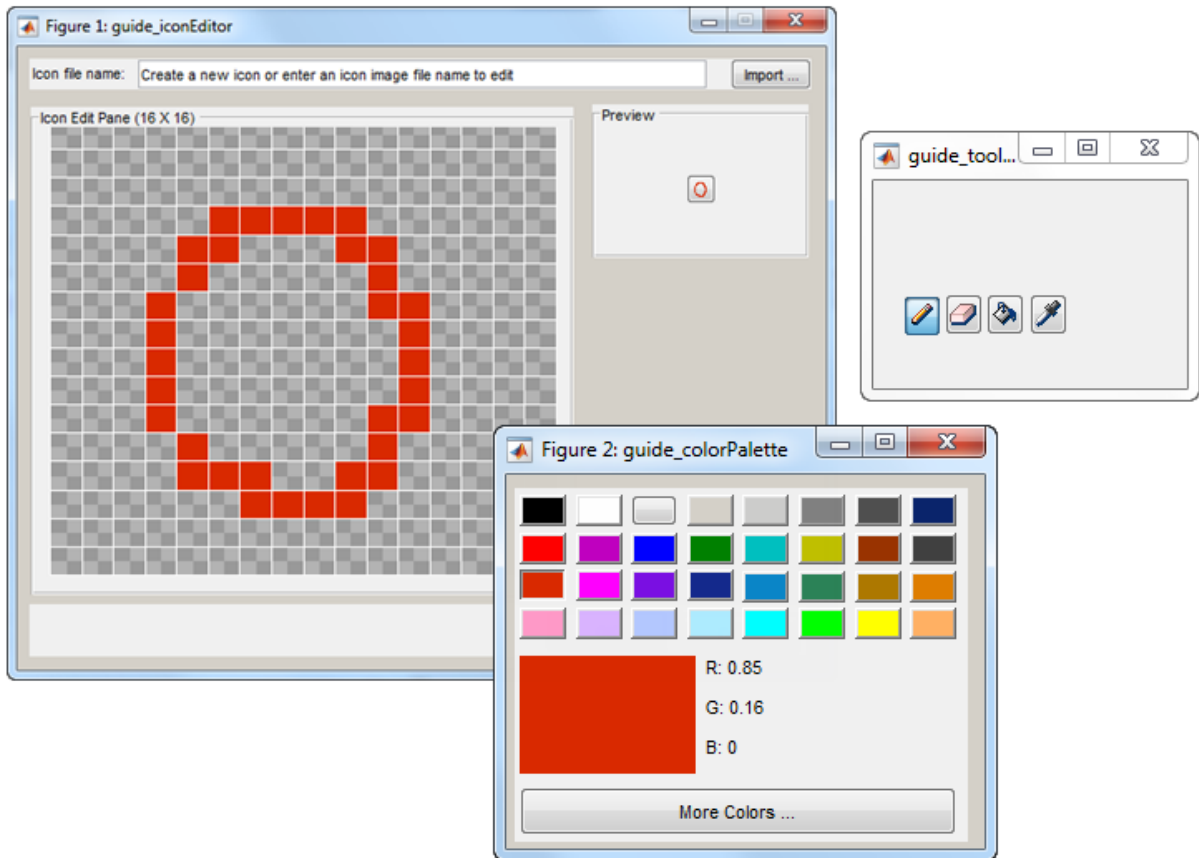 Figure 1: guide_iconEditor
Icon file name: Create a new icon or enter an icon image file name to edit Import ...
Icon Edit Pane (16 X 16)
Preview
guide_tool...
Figure 2: guide_colorPalette
R: 0.85
G: 0.16
B: 0
More Colors ...